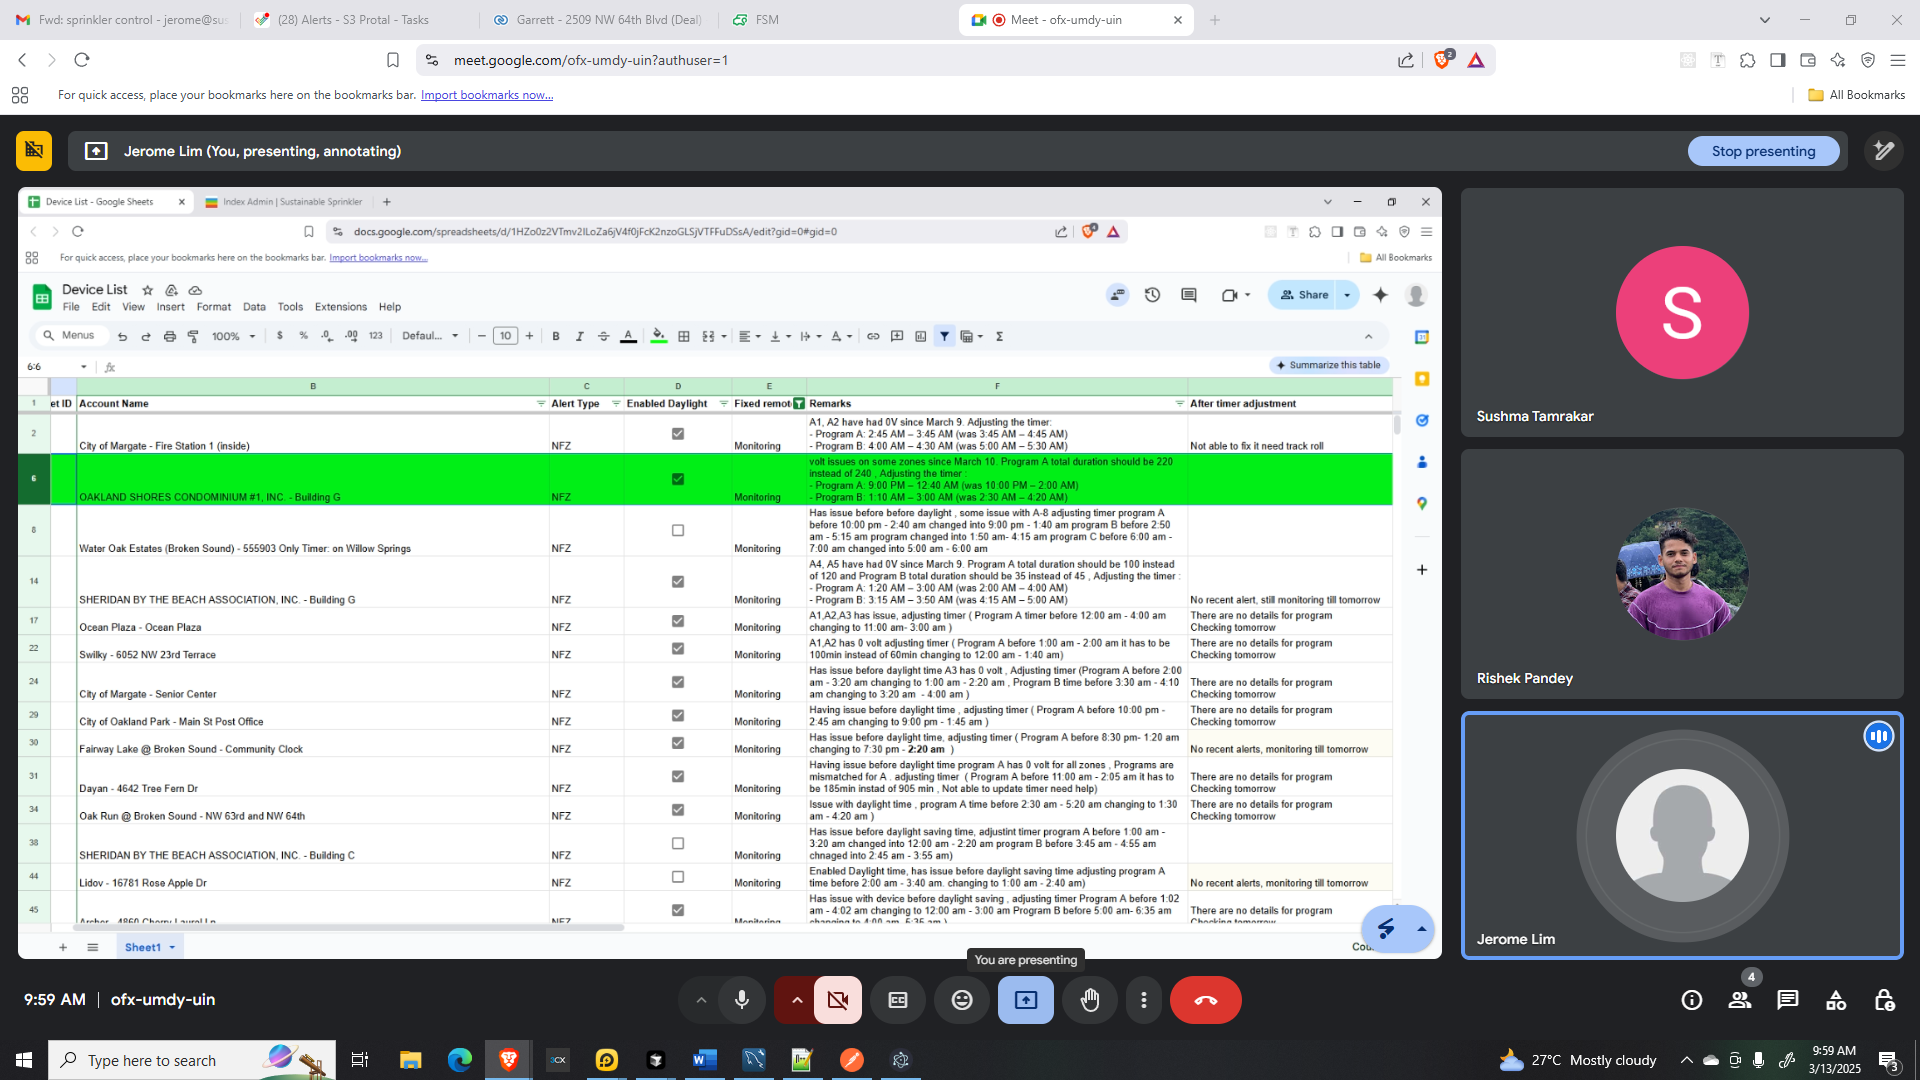 Fwd: sprinkler control - jerome@sus
(28) Alerts - S3 Protal - Tasks
Garrett - 2509 NW 64th Blvd (Deal)
FSM
Meet - ofx-umdy-uin
meet.google.com/ofx-umdy-uin?authuser=1
2
For quick access, place your bookmarks here on the bookmarks bar. Import bookmarks now...
All Bookmarks
Jerome Lim (You, presenting, annotating)
Stop presenting
Device List - Google Sheets
Index Admin | Sustainable Sprinkler
For quick access, place your bookmarks here on the bookmarks bar. Import bookmarks now...
All Bookmarks
Device List
File Edit View Insert Format Data Tools Extensions Help
Share
Menus
100%
$ % .0 .00 123
Defaul...
10
B I A
6:6
fx
Summarize this table
B C D E F
1 et ID Account Name Alert Type Enabled Daylight Fixed remot Remarks After timer adjustment
2 City of Margate - Fire Station 1 (inside) NFZ Monitoring
A1, A2 have had 0V since March 9. Adjusting the timer:
- Program A: 2:45 AM – 3:45 AM (was 3:45 AM – 4:45 AM)
- Program B: 4:00 AM – 4:30 AM (was 5:00 AM – 5:30 AM)
Not able to fix it need track roll
6 OAKLAND SHORES CONDOMINIUM #1, INC. - Building G NFZ Monitoring
volt issues on some zones since March 10. Program A total duration should be 220
instead of 240 , Adjusting the timer :
- Program A: 9:00 PM – 12:40 AM (was 10:00 PM – 2:00 AM)
- Program B: 1:10 AM – 3:00 AM (was 2:30 AM – 4:20 AM)
8 Water Oak Estates (Broken Sound) - 555903 Only Timer: on Willow Springs NFZ Monitoring
Has issue before before daylight , some issue with A-8 adjusting timer program A
before 10:00 pm - 2:40 am changed into 9:00 pm - 1:40 am program B before 2:50
am - 5:15 am program changed into 1:50 am- 4:15 am program C before 6:00 am -
7:00 am changed into 5:00 am - 6:00 am
14 SHERIDAN BY THE BEACH ASSOCIATION, INC. - Building G NFZ Monitoring
A4, A5 have had 0V since March 9. Program A total duration should be 100 instead
of 120 and Program B total duration should be 35 instead of 45 , Adjusting the timer :
- Program A: 1:20 AM – 3:00 AM (was 2:00 AM – 4:00 AM)
- Program B: 3:15 AM – 3:50 AM (was 4:15 AM – 5:00 AM)
No recent alert, still monitoring till tomorrow
17 Ocean Plaza - Ocean Plaza NFZ Monitoring
A1,A2,A3 has issue, adjusting timer ( Program A timer before 12:00 am - 4:00 am
changing to 11:00 am- 3:00 am )
There are no details for program
Checking tomorrow
22 Swilky - 6052 NW 23rd Terrace NFZ Monitoring
A1,A2 has 0 volt adjusting timer ( Program A before 1:00 am - 2:00 am it has to be
100min instead of 60min changing to 12:00 am - 1:40 am)
There are no details for program
Checking tomorrow
24 City of Margate - Senior Center NFZ Monitoring
Has issue before daylight time A3 has 0 volt , Adjusting timer (Program A before 2:00
am - 3:20 am changing to 1:00 am - 2:20 am , Program B time before 3:30 am - 4:10
am changing to 3:20 am - 4:00 am )
There are no details for program
Checking tomorrow
29 City of Oakland Park - Main St Post Office NFZ Monitoring
Having issue before daylight time , adjusting timer ( Program A before 10:00 pm -
2:45 am changing to 9:00 pm - 1:45 am )
There are no details for program
Checking tomorrow
30 Fairway Lake @ Broken Sound - Community Clock NFZ Monitoring
Has issue before daylight time, adjusting timer ( Program A before 8:30 pm- 1:20 am
changing to 7:30 pm - 2:20 am )
No recent alerts, monitoring till tomorrow
31 Dayan - 4642 Tree Fern Dr NFZ Monitoring
Having issue before daylight time program A has 0 volt for all zones , Programs are
mismatched for A . adjusting timer ( Program A before 11:00 am - 2:05 am it has to
be 185min instad of 905 min , Not able to update timer need help)
There are no details for program
Checking tomorrow
34 Oak Run @ Broken Sound - NW 63rd and NW 64th NFZ Monitoring
Issue with daylight time , program A time before 2:30 am - 5:20 am changing to 1:30
am - 4:20 am )
There are no details for program
Checking tomorrow
38 SHERIDAN BY THE BEACH ASSOCIATION, INC. - Building C NFZ Monitoring
Has issue before daylight saving time, adjustint timer program A before 1:00 am -
3:20 am changed into 12:00 am - 2:20 am program B before 3:45 am - 4:55 am
chnaged into 2:45 am - 3:55 am)
44 Lidov - 16781 Rose Apple Dr NFZ Monitoring
Enabled Daylight time, has issue before daylight saving time adjusting program A
time before 2:00 am - 3:40 am. changing to 1:00 am - 2:40 am)
No recent alerts, monitoring till tomorrow
45 Archer - 4860 Cherry Laurel Ln NFZ Monitoring
Has issue with device before daylight saving , adjusting timer Program A before 1:02
am - 4:02 am changing to 12:00 am - 3:00 am Program B before 5:00 am- 6:35 am
changing to 4:00 am- 5:35 am )
There are no details for program
Checking tomorrow
Sheet1
S
Sushma Tamrakar
Rishek Pandey
Jerome Lim
You are presenting
9:59 AM | ofx-umdy-uin
4
Type here to search
27°C Mostly cloudy
9:59 AM
3/13/2025
3